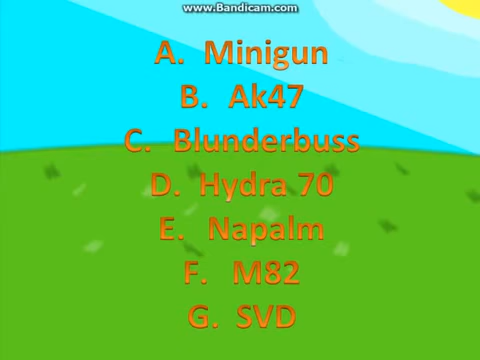 www.Bandicam.com
A. Minigun
B. Ak47
C. Blunderbuss
D. Hydra 70
E. Napalm
F. M82
G. SVD